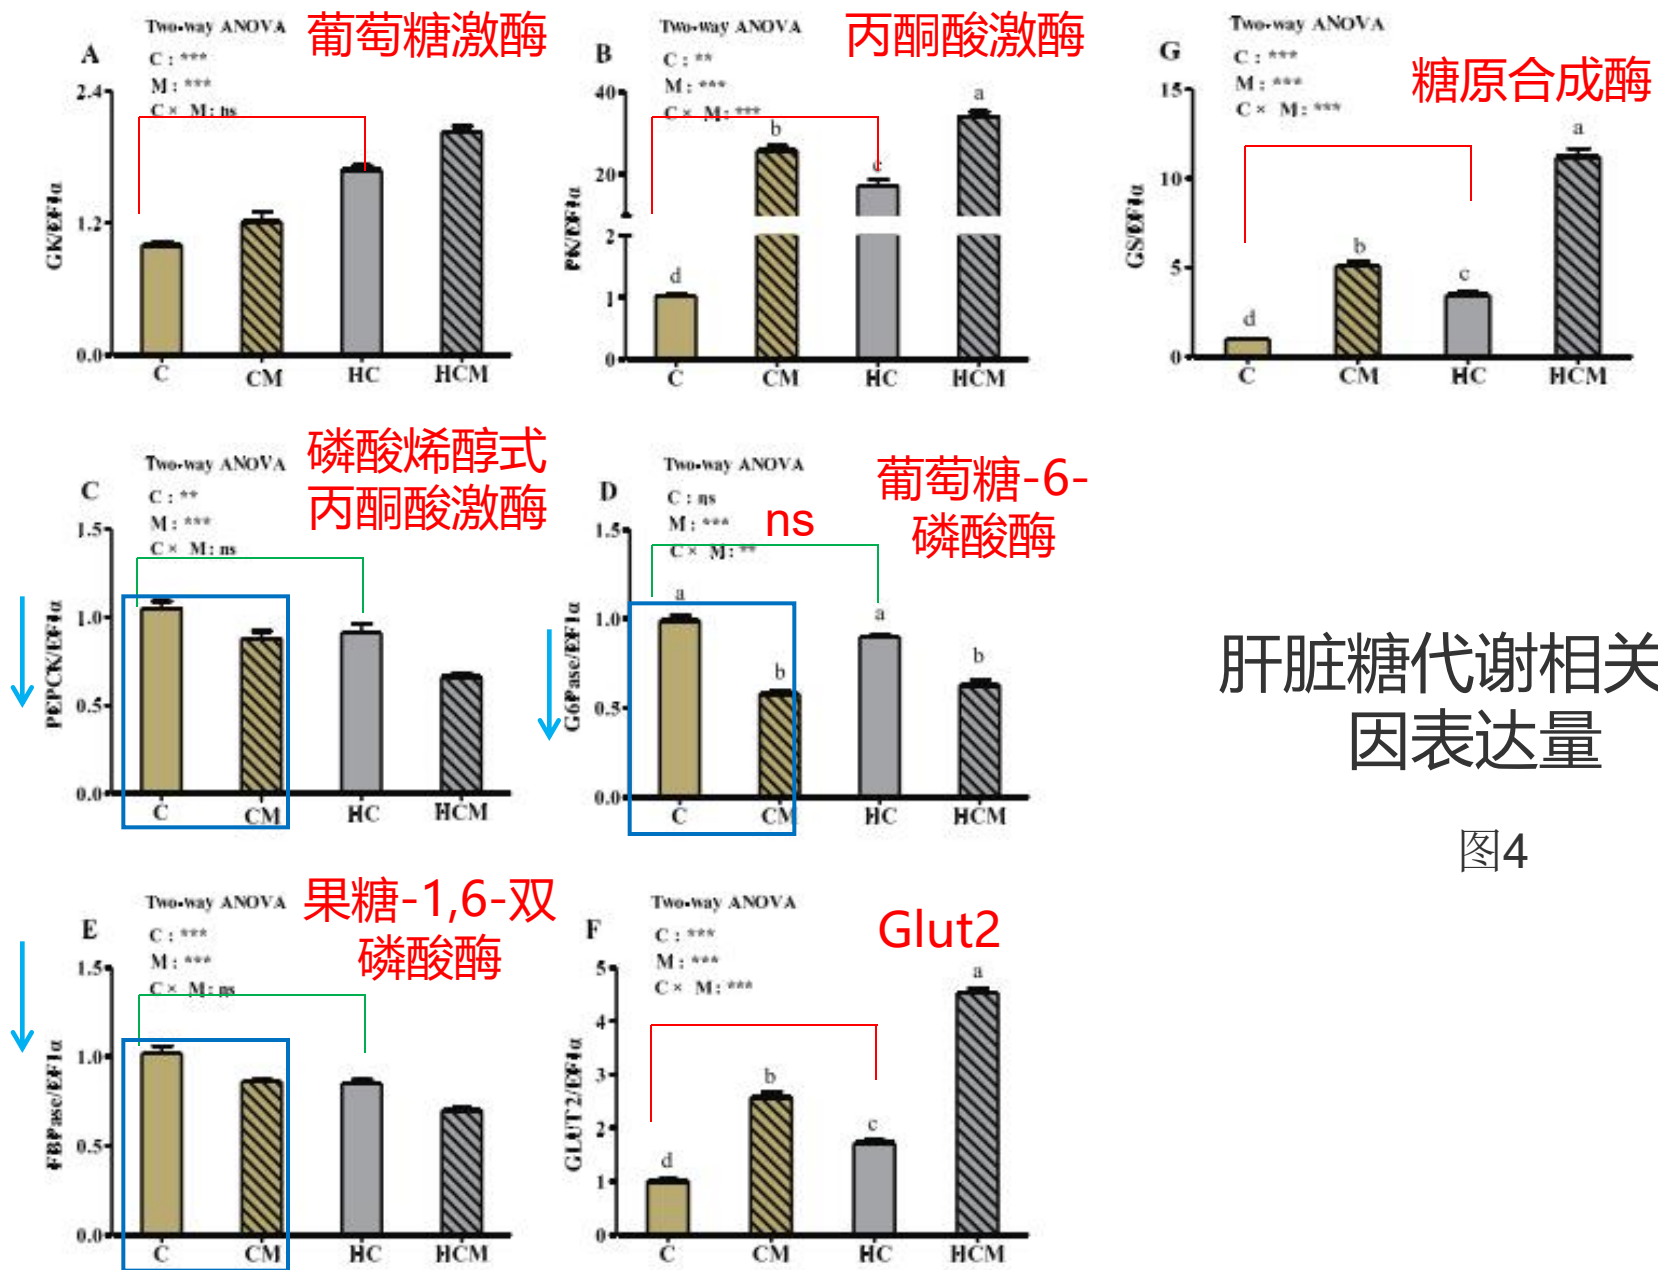 A
Two-way ANOVA
C : ***
M : ***
C × M: ns
葡萄糖激酶
GK/EF1α
2.4
1.2
0.0
C CM HC HCM
B
Two-way ANOVA
C : **
M : ***
C × M: ***
丙酮酸激酶
PK/EF1α
40
20
2
1
0
d b c a
C CM HC HCM
G
Two-way ANOVA
C : ***
M : ***
C × M: ***
糖原合成酶
GS/EF1α
15
10
5
0
d b c a
C CM HC HCM
C
Two-way ANOVA
C : **
M : ***
C × M: ns
磷酸烯醇式
丙酮酸激酶
PEPCK/EF1α
1.5
1.0
0.5
0.0
C CM HC HCM
D
Two-way ANOVA
C : ns
M : ***
C × M: **
ns
葡萄糖-6-
磷酸酶
G6Pase/EF1α
1.5
1.0
0.5
0.0
a b a b
C CM HC HCM
肝脏糖代谢相关
因表达量
图4
E
Two-way ANOVA
C : ***
M : ***
C × M: ns
果糖-1,6-双
磷酸酶
FBPase/EF1α
1.5
1.0
0.5
0.0
C CM HC HCM
F
Two-way ANOVA
C : ***
M : ***
C × M: ***
Glut2
GLUT2/EF1α
5
4
3
2
1
0
d b c a
C CM HC HCM